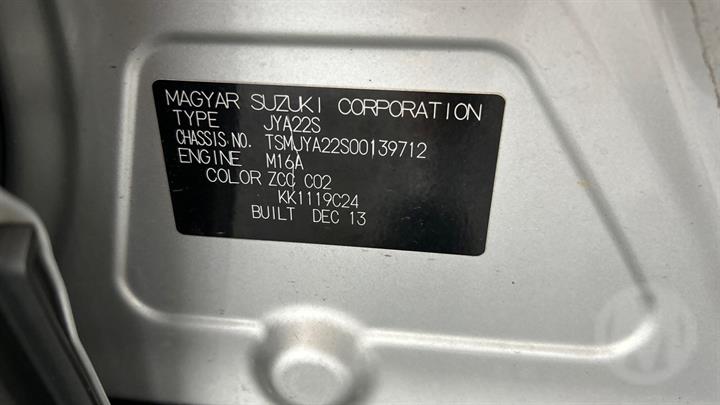 MAGYAR SUZUKI CORPORATION
TYPE JYA22S
CHASSIS NO. TSMJYA22S00139712
ENGINE M16A
COLOR ZCC C02
KK1119C24
BUILT DEC 13